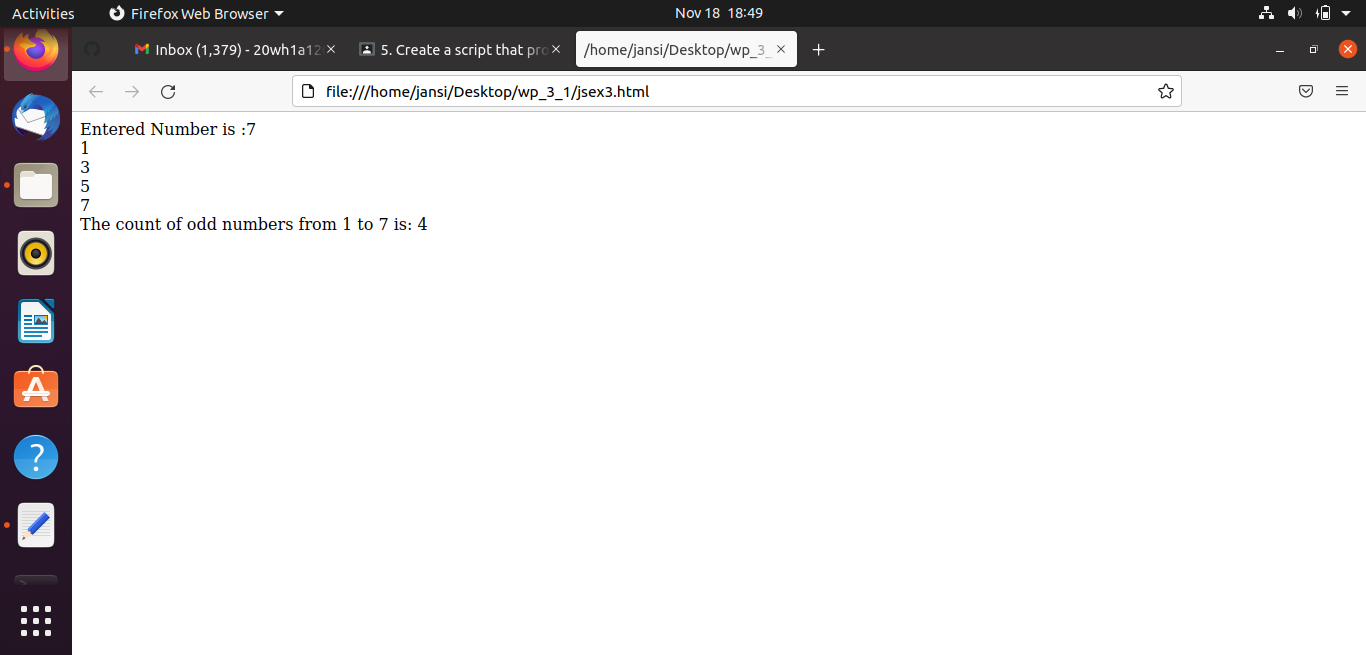 Activities Firefox Web Browser Nov 18 18:49
Inbox (1,379) - 20wh1a12 5. Create a script that pro /home/jansi/Desktop/wp_3_
file:///home/jansi/Desktop/wp_3_1/jsex3.html
Entered Number is :7
1
3
5
7
The count of odd numbers from 1 to 7 is: 4